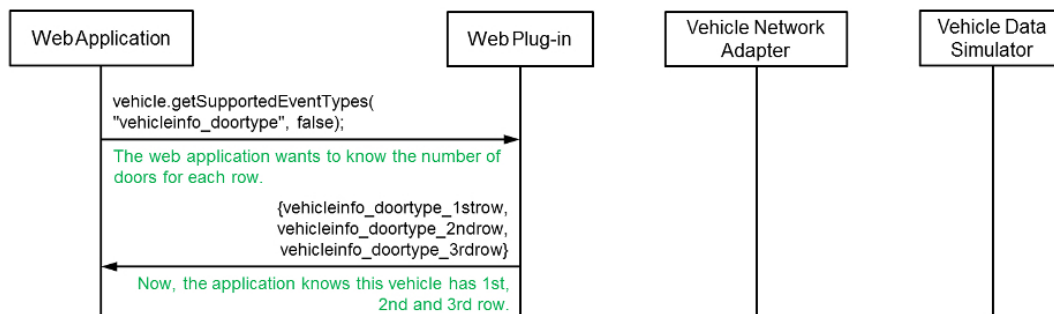 Web Application
Web Plug-in
Vehicle Network
Adapter
Vehicle Data
Simulator
vehicle.getSupportedEventTypes(
"vehicleinfo_doortype", false);
The web application wants to know the number of
doors for each row.
{vehicleinfo_doortype_1strow,
vehicleinfo_doortype_2ndrow,
vehicleinfo_doortype_3rdrow}
Now, the application knows this vehicle has 1st,
2nd and 3rd row.